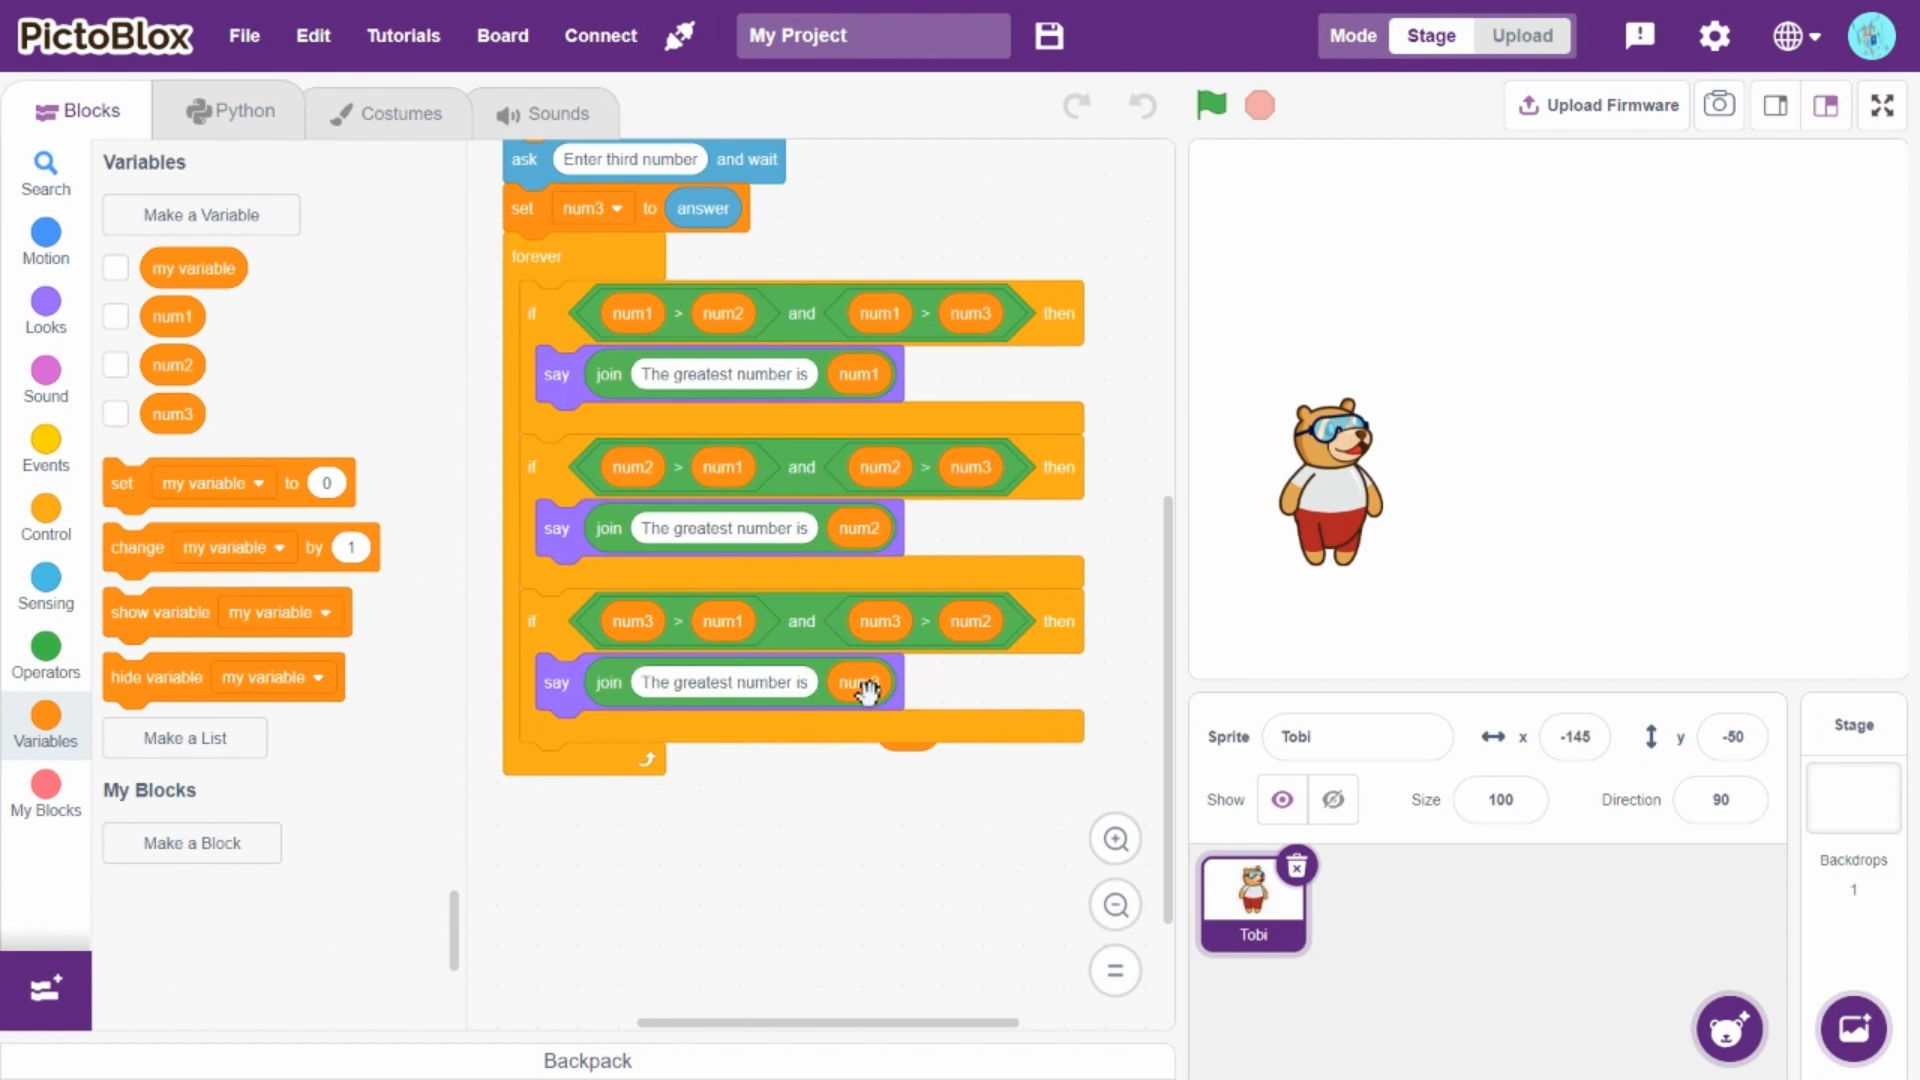 PictoBlox File Edit Tutorials Board Connect My Project Mode Stage Upload
Blocks Python Costumes Sounds Upload Firmware
Search
Motion
Looks
Sound
Events
Control
Sensing
Operators
Variables
My Blocks
Variables
Make a Variable
my variable
num1
num2
num3
set my variable to 0
change my variable by 1
show variable my variable
hide variable my variable
Make a List
My Blocks
Make a Block
ask Enter third number and wait
set num3 to answer
forever
if num1 > num2 and num1 > num3 then
say join The greatest number is num1
if num2 > num1 and num2 > num3 then
say join The greatest number is num2
if num3 > num1 and num3 > num2 then
say join The greatest number is
Sprite Tobi x -145 y -50
Show Size 100 Direction 90
Tobi
Stage
Backdrops
1
Backpack